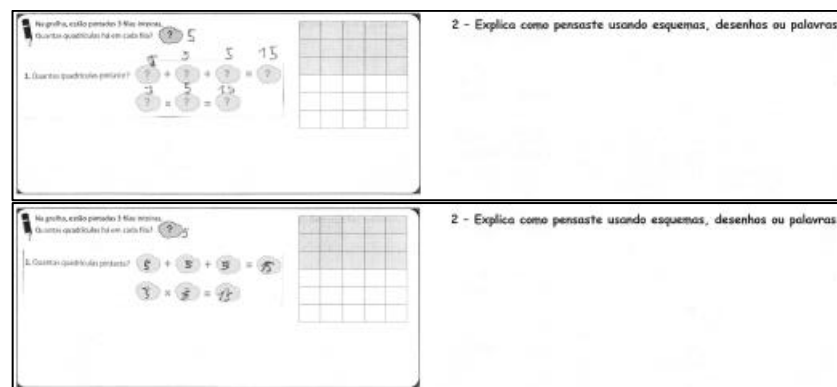 Na grelha, estão pintadas 3 filas inteiras.
Quantas quadrículas há em cada fila? ? 5
5 5 5 15
1. Quantas quadrículas pintaste? ? + ? + ? = ?
3 5 15
? × ? = ?
2 - Explica como pensaste usando esquemas, desenhos ou palavras
Na grelha, estão pintadas 3 filas inteiras.
Quantas quadrículas há em cada fila? ? 5
1. Quantas quadrículas pintaste? 5 + 5 + 5 = 15
3 × 5 = 15
2 - Explica como pensaste usando esquemas, desenhos ou palavras